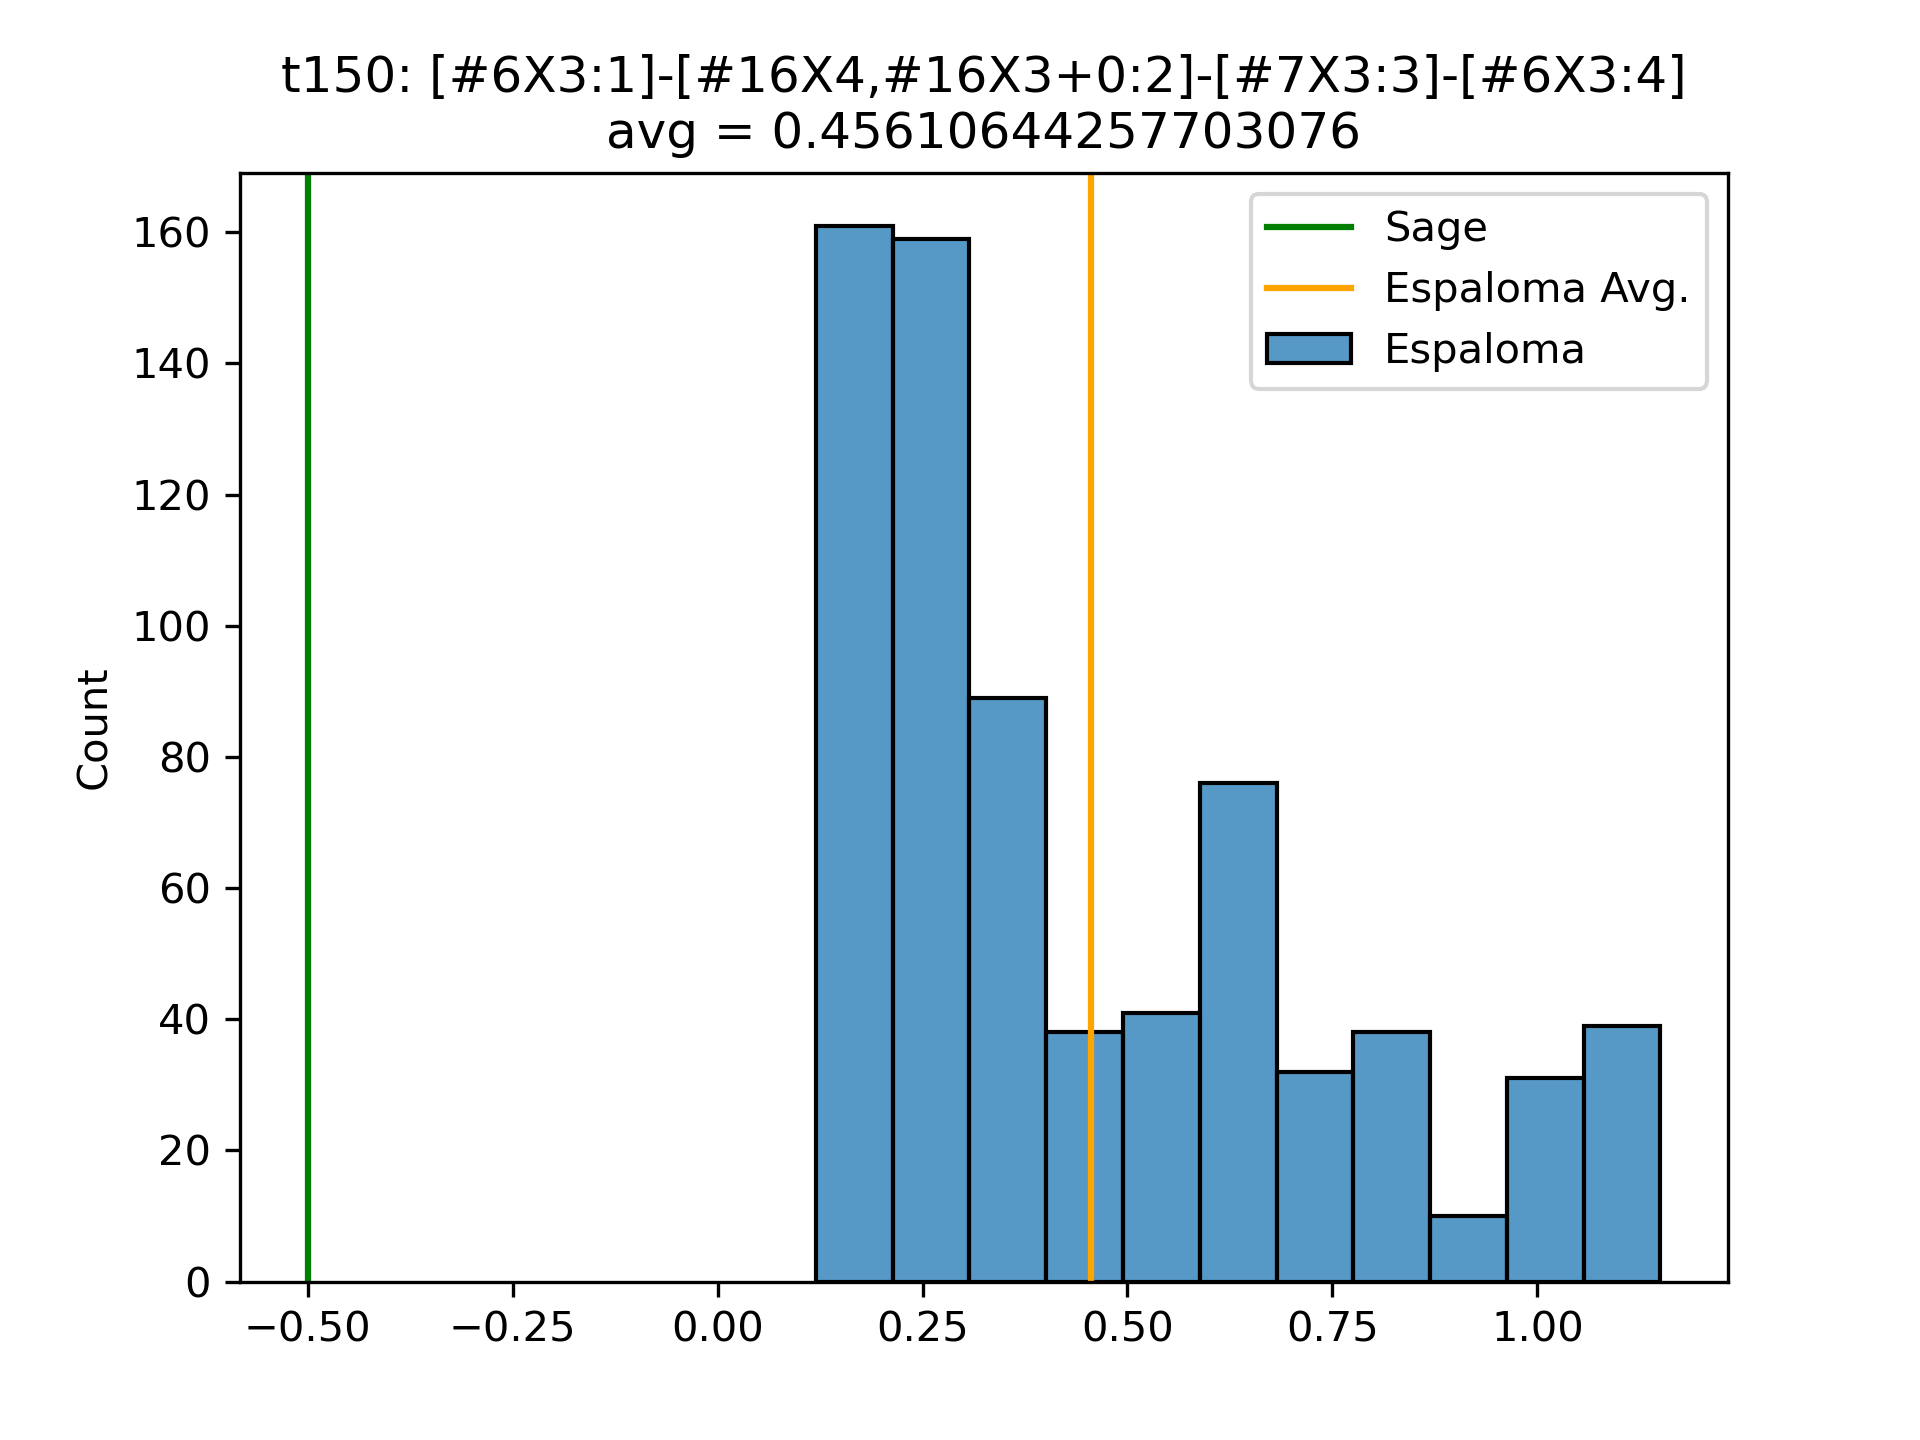 t150: [#6X3:1]-[#16X4,#16X3+0:2]-[#7X3:3]-[#6X3:4]
avg = 0.45610644257703076
Sage
Espaloma Avg.
Espaloma
Count
160
140
120
100
80
60
40
20
0
−0.50 −0.25 0.00 0.25 0.50 0.75 1.00